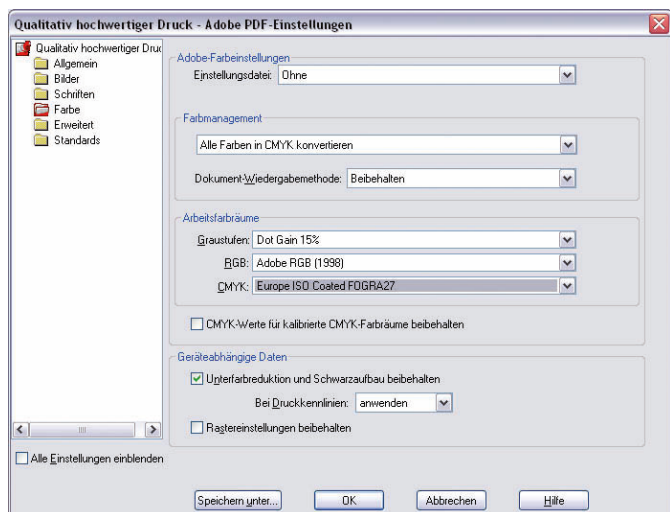 Qualitativ hochwertiger Druck - Adobe PDF-Einstellungen
Qualitativ hochwertiger Druc
Allgemein
Bilder
Schriften
Farbe
Erweitert
Standards
Alle Einstellungen einblenden
Adobe-Farbeinstellungen
Einstellungsdatei: Ohne
Farbmanagement
Alle Farben in CMYK konvertieren
Dokument-Wiedergabemethode: Beibehalten
Arbeitsfarbräume
Graustufen: Dot Gain 15%
RGB: Adobe RGB (1998)
CMYK: Europe ISO Coated FOGRA27
CMYK-Werte für kalibrierte CMYK-Farbräume beibehalten
Geräteabhängige Daten
Unterfarbreduktion und Schwarzaufbau beibehalten
Bei Druckkennlinien: anwenden
Rastereinstellungen beibehalten
Speichern unter... OK Abbrechen Hilfe